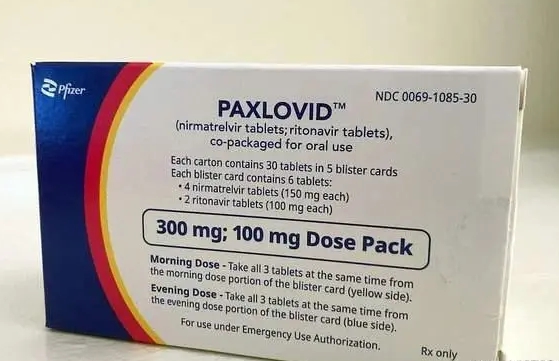 Pfizer
NDC 0069-1085-30
PAXLOVID™
(nirmatrelvir tablets; ritonavir tablets),
co-packaged for oral use
Each carton contains 30 tablets in 5 blister cards
Each blister card contains 6 tablets:
• 4 nirmatrelvir tablets (150 mg each)
• 2 ritonavir tablets (100 mg each)
300 mg; 100 mg Dose Pack
Morning Dose - Take all 3 tablets at the same time from
the morning dose portion of the blister card (yellow side).
Evening Dose - Take all 3 tablets at the same time from
the evening dose portion of the blister card (blue side).
For use under Emergency Use Authorization.
Rx only